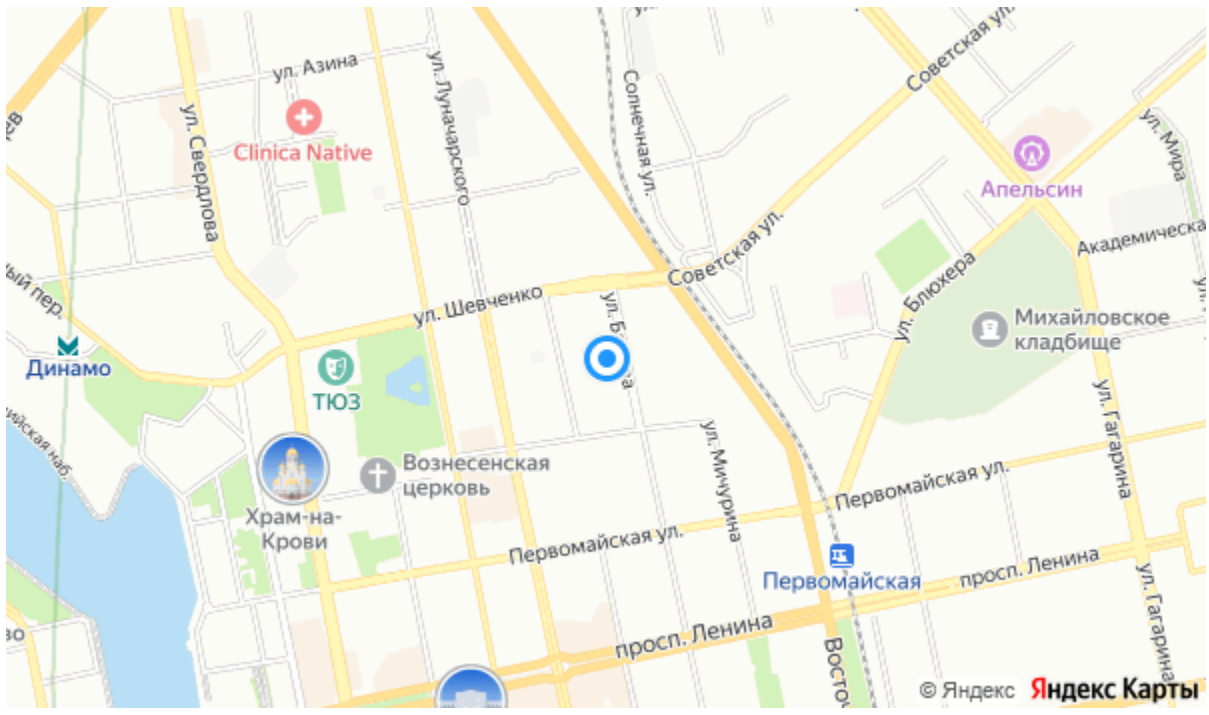 ул. Азина
Солнечная ул.
Советская ул.
ул. Мира
ул. Луначарского
Clinica Native
ул. Свердлова
Апельсин
Академическая
Советская ул.
ул. Блюхера
ул. Шевченко
пер.
Михайловское
кладбище
Динамо
ТЮЗ
ул. Гагарина
наб.
Вознесенская
церковь
ул. Мичурина
Храм-на-
Крови
Первомайская ул.
Первомайская ул.
Первомайская
просп. Ленина
ул. Гагарина
просп. Ленина
© Яндекс Яндекс Карты